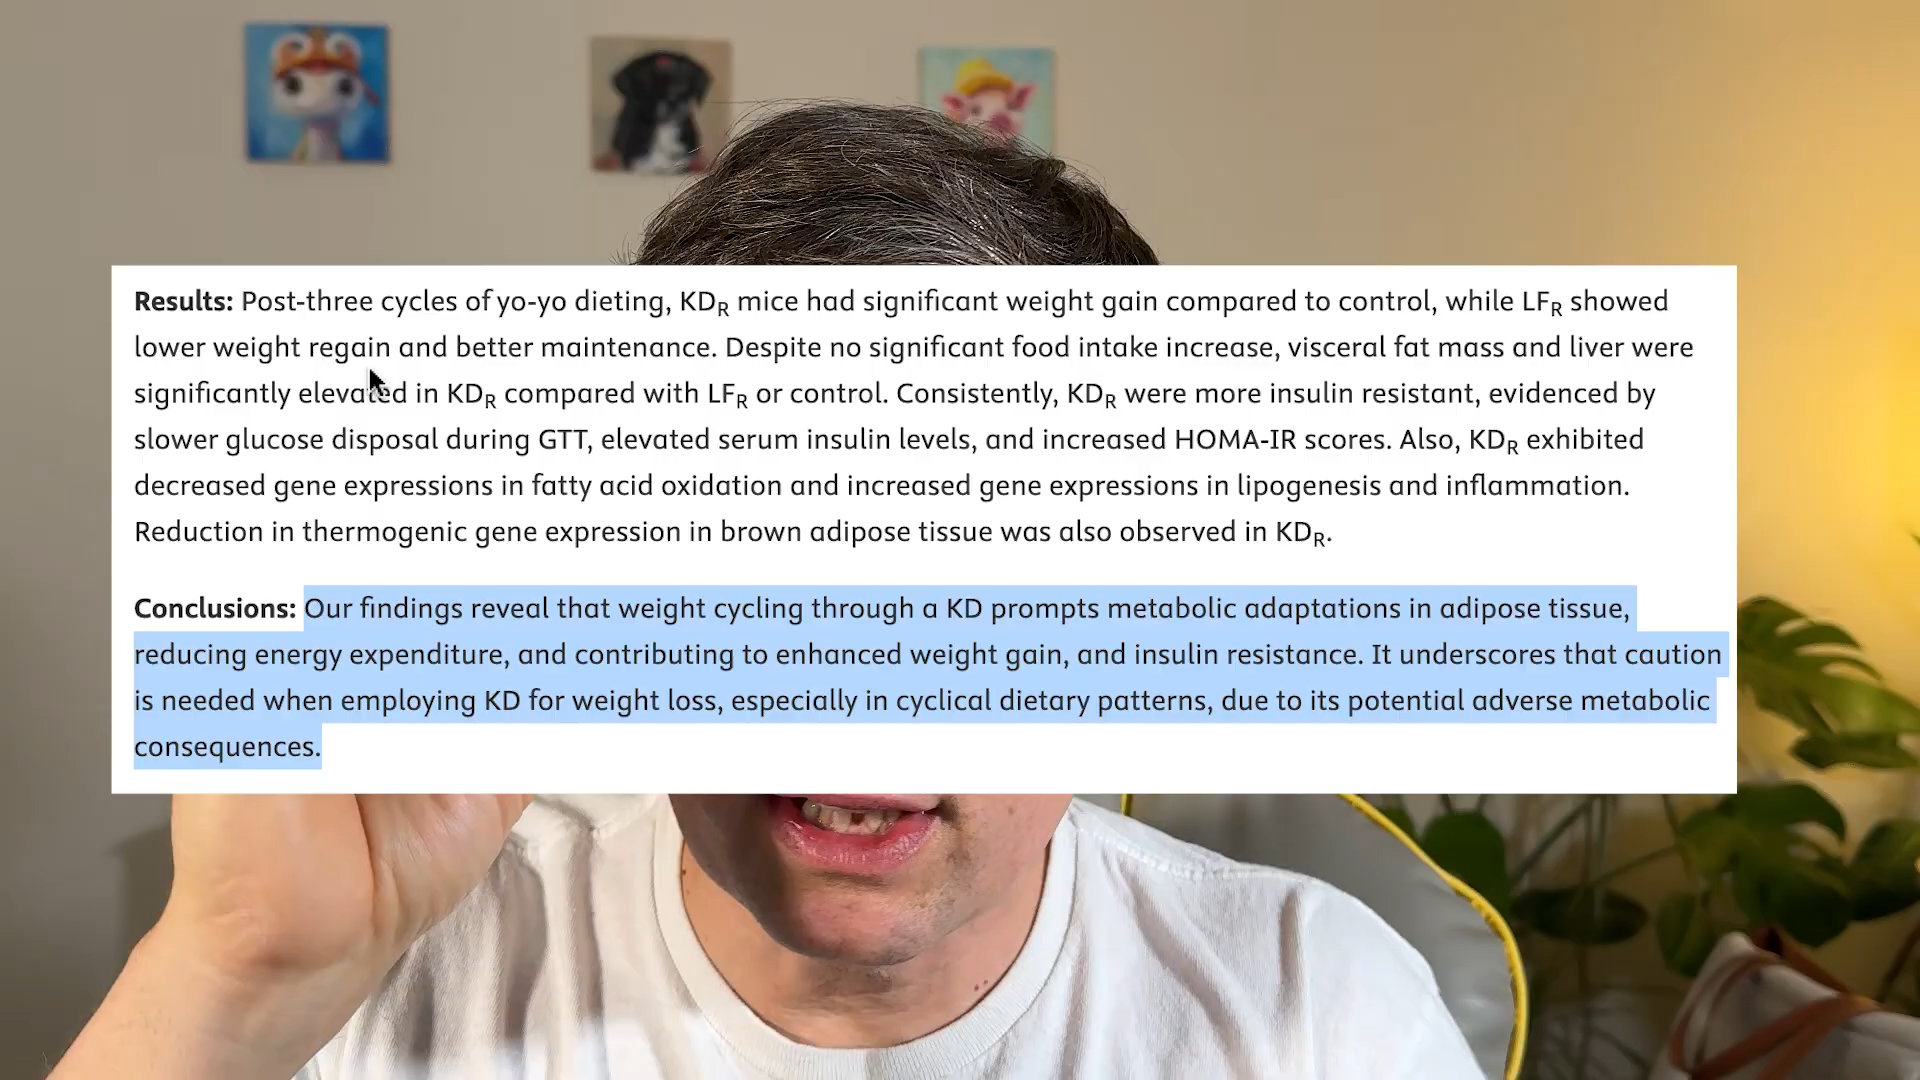 Results: Post-three cycles of yo-yo dieting, KDR mice had significant weight gain compared to control, while LFR showed
lower weight regain and better maintenance. Despite no significant food intake increase, visceral fat mass and liver were
significantly elevated in KDR compared with LFR or control. Consistently, KDR were more insulin resistant, evidenced by
slower glucose disposal during GTT, elevated serum insulin levels, and increased HOMA-IR scores. Also, KDR exhibited
decreased gene expressions in fatty acid oxidation and increased gene expressions in lipogenesis and inflammation.
Reduction in thermogenic gene expression in brown adipose tissue was also observed in KDR.
Conclusions: Our findings reveal that weight cycling through a KD prompts metabolic adaptations in adipose tissue,
reducing energy expenditure, and contributing to enhanced weight gain, and insulin resistance. It underscores that caution
is needed when employing KD for weight loss, especially in cyclical dietary patterns, due to its potential adverse metabolic
consequences.